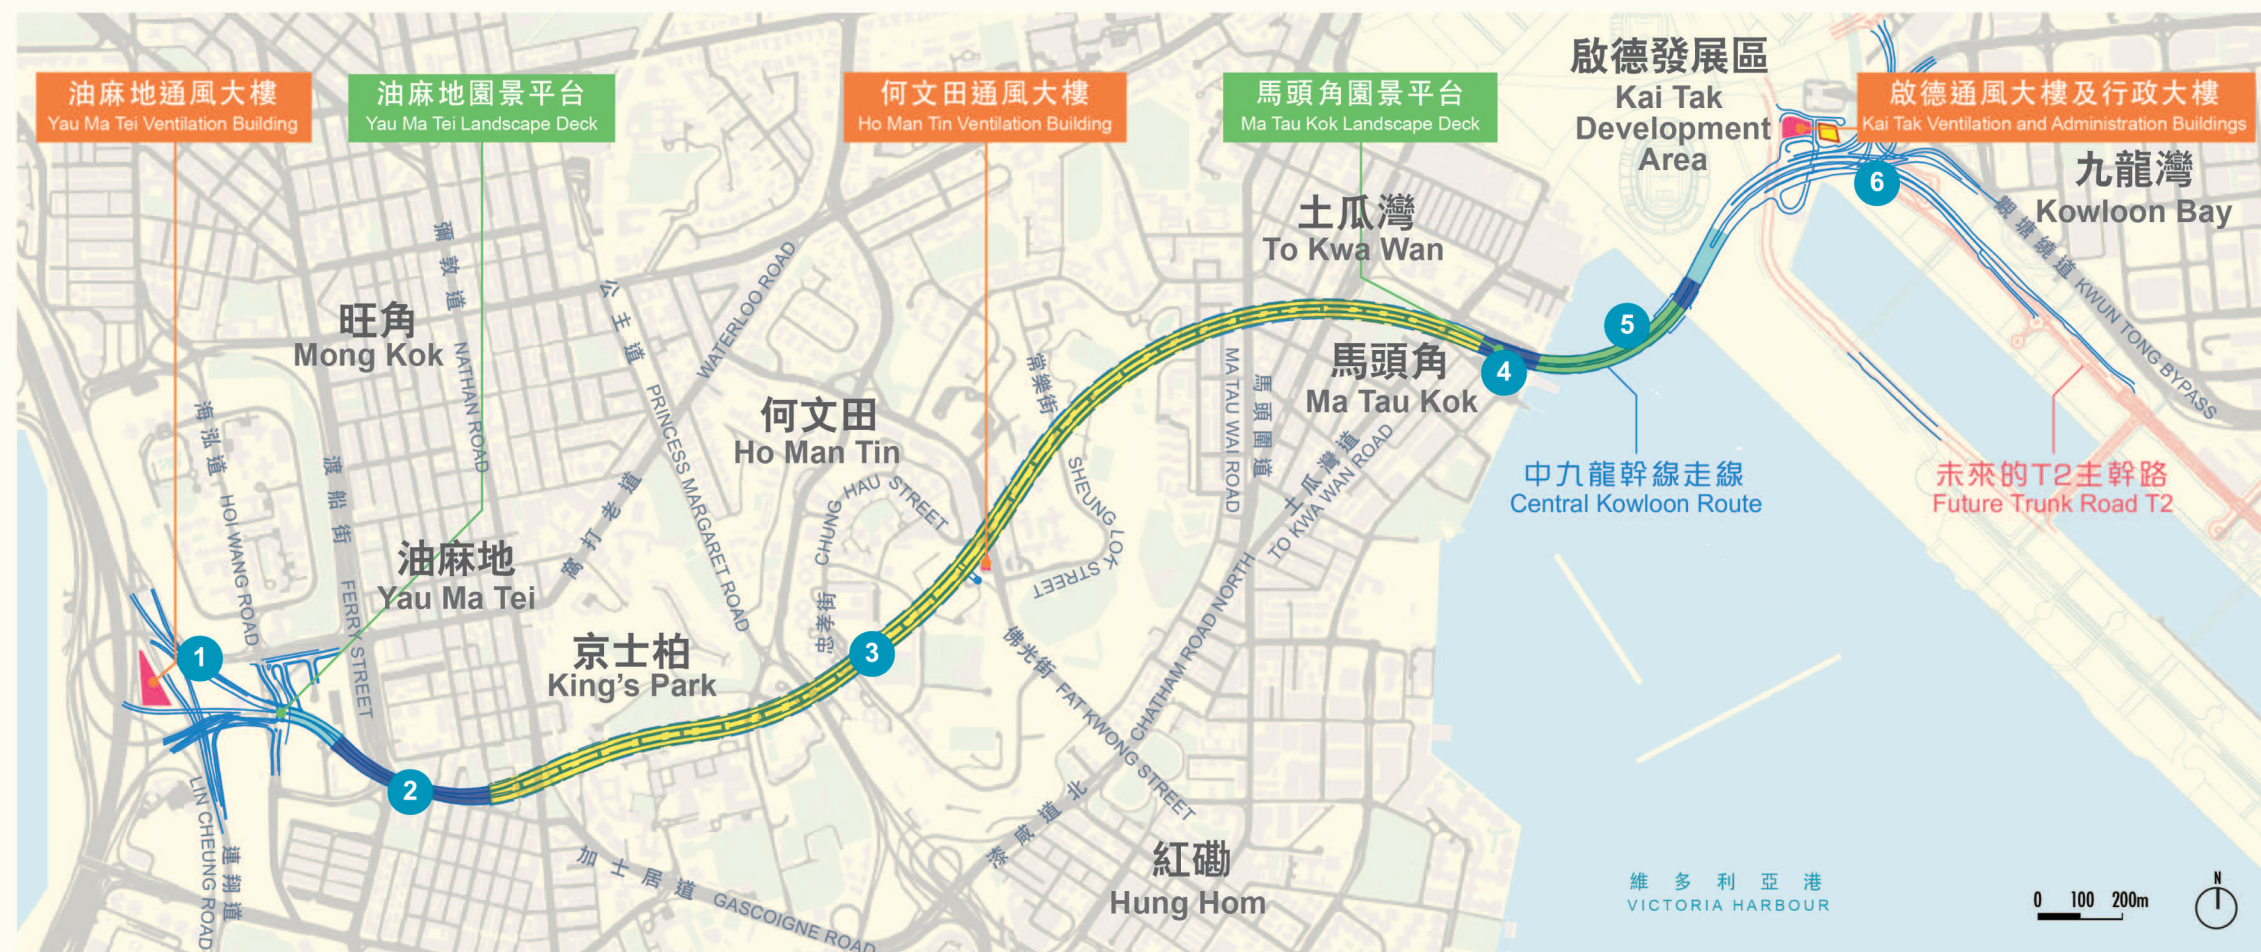 油麻地通風大樓
Yau Ma Tei Ventilation Building
油麻地園景平台
Yau Ma Tei Landscape Deck
何文田通風大樓
Ho Man Tin Ventilation Building
馬頭角園景平台
Ma Tau Kok Landscape Deck
啟德發展區
Kai Tak
Development
Area
啟德通風大樓及行政大樓
Kai Tak Ventilation and Administration Buildings
九龍灣
Kowloon Bay
6
土瓜灣
To Kwa Wan
觀塘繞道 KWUN TONG BYPASS
彌敦道 NATHAN ROAD
公主道 PRINCESS MARGARET ROAD
WATERLOO ROAD
窩打老道
旺角
Mong Kok
5
馬頭角
Ma Tau Kok
4
常樂街
SHEUNG LOK STREET
MA TAU WAI ROAD
馬頭圍道
海泓道 HOI WANG ROAD
渡船街 FERRY STREET
何文田
Ho Man Tin
忠孝街 CHUNG HAU STREET
土瓜灣道
TO KWA WAN ROAD
中九龍幹線走線
Central Kowloon Route
未來的T2主幹路
Future Trunk Road T2
油麻地
Yau Ma Tei
京士柏
King's Park
1
3
2
佛光街 FAT KWONG STREET
CHATHAM ROAD NORTH
漆咸道北
LIN CHEUNG ROAD
連翔道
加士居道 GASCOIGNE ROAD
紅磡
Hung Hom
維多利亞港
VICTORIA HARBOUR
0 100 200m
N